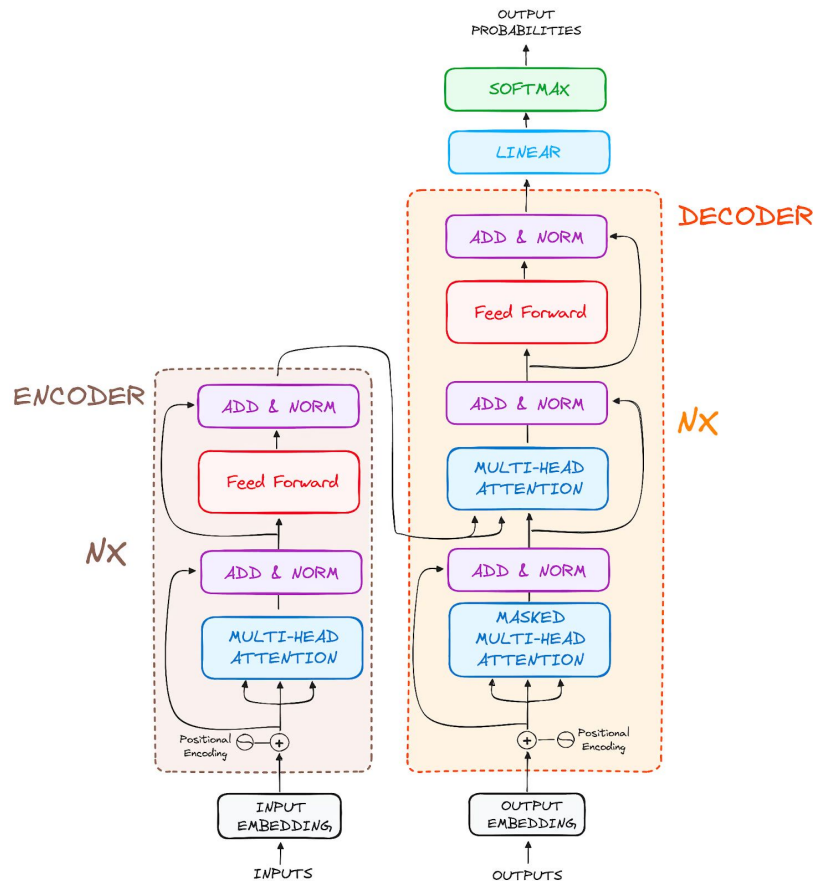 OUTPUT
PROBABILITIES
SOFTMAX
LINEAR
DECODER
ADD & NORM
Feed Forward
ADD & NORM
NX
MULTI-HEAD
ATTENTION
ADD & NORM
MASKED
MULTI-HEAD
ATTENTION
Positional
Encoding
OUTPUT
EMBEDDING
OUTPUTS
ENCODER
ADD & NORM
Feed Forward
NX
ADD & NORM
MULTI-HEAD
ATTENTION
Positional
Encoding
INPUT
EMBEDDING
INPUTS